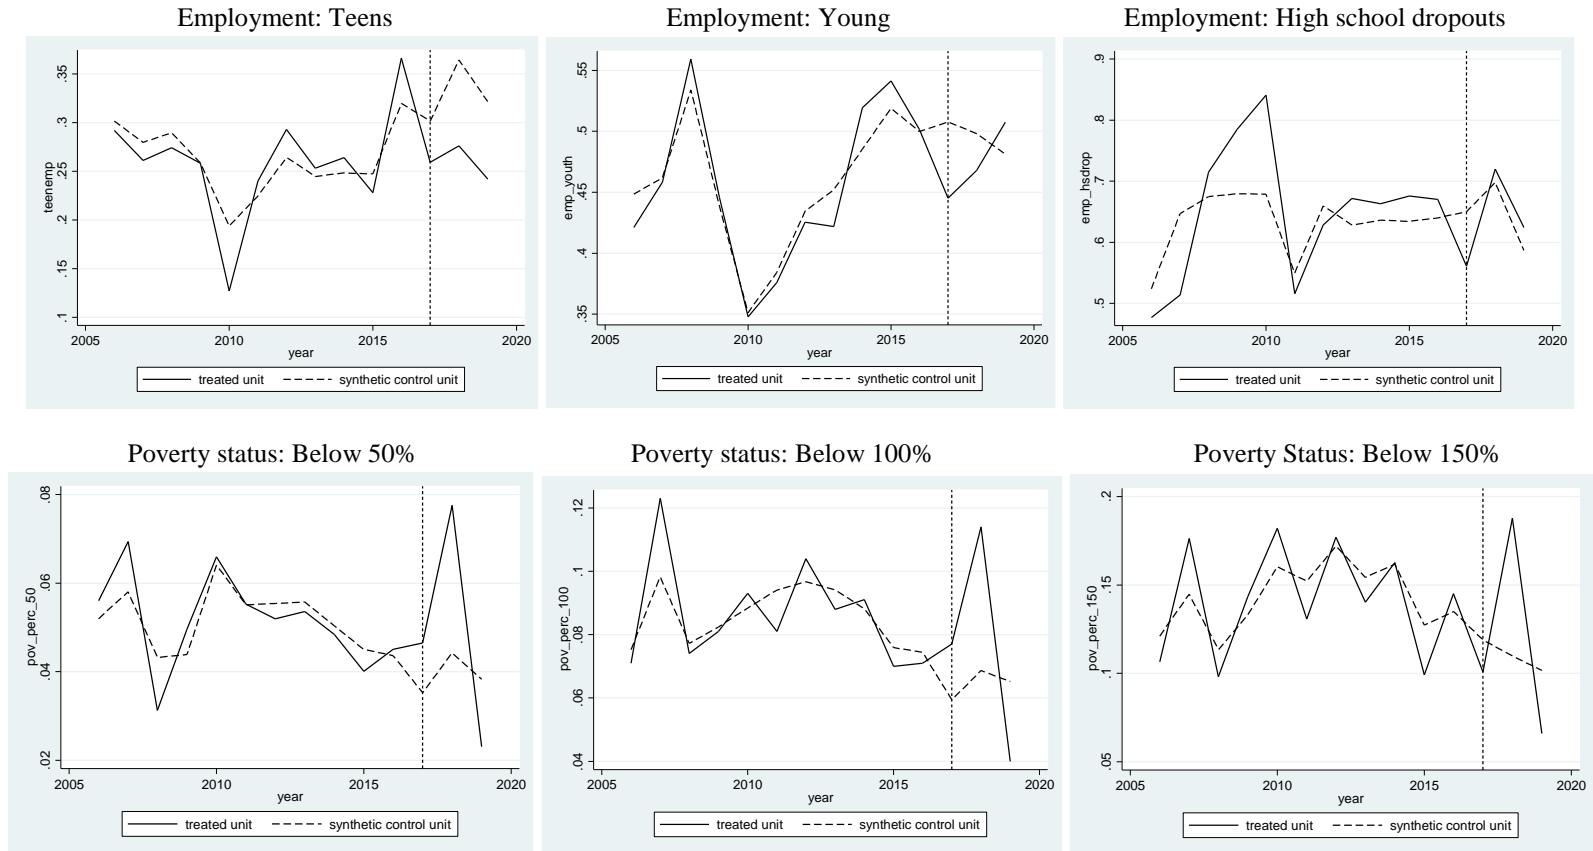 Employment: Teens
.35
.3
.25
.2
.15
.1
teenemp
2005
2010
2015
2020
year
treated unit
synthetic control unit
Employment: Young
.55
.5
.45
.4
.35
emp_youth
2005
2010
2015
2020
year
treated unit
synthetic control unit
Employment: High school dropouts
.9
.8
.7
.6
.5
emp_hsdrop
2005
2010
2015
2020
year
treated unit
synthetic control unit
Poverty status: Below 50%
.08
.06
.04
.02
pov_perc_50
2005
2010
2015
2020
year
treated unit
synthetic control unit
Poverty status: Below 100%
.12
.1
.08
.06
.04
pov_perc_100
2005
2010
2015
2020
year
treated unit
synthetic control unit
Poverty Status: Below 150%
.2
.15
.1
.05
pov_perc_150
2005
2010
2015
2020
year
treated unit
synthetic control unit